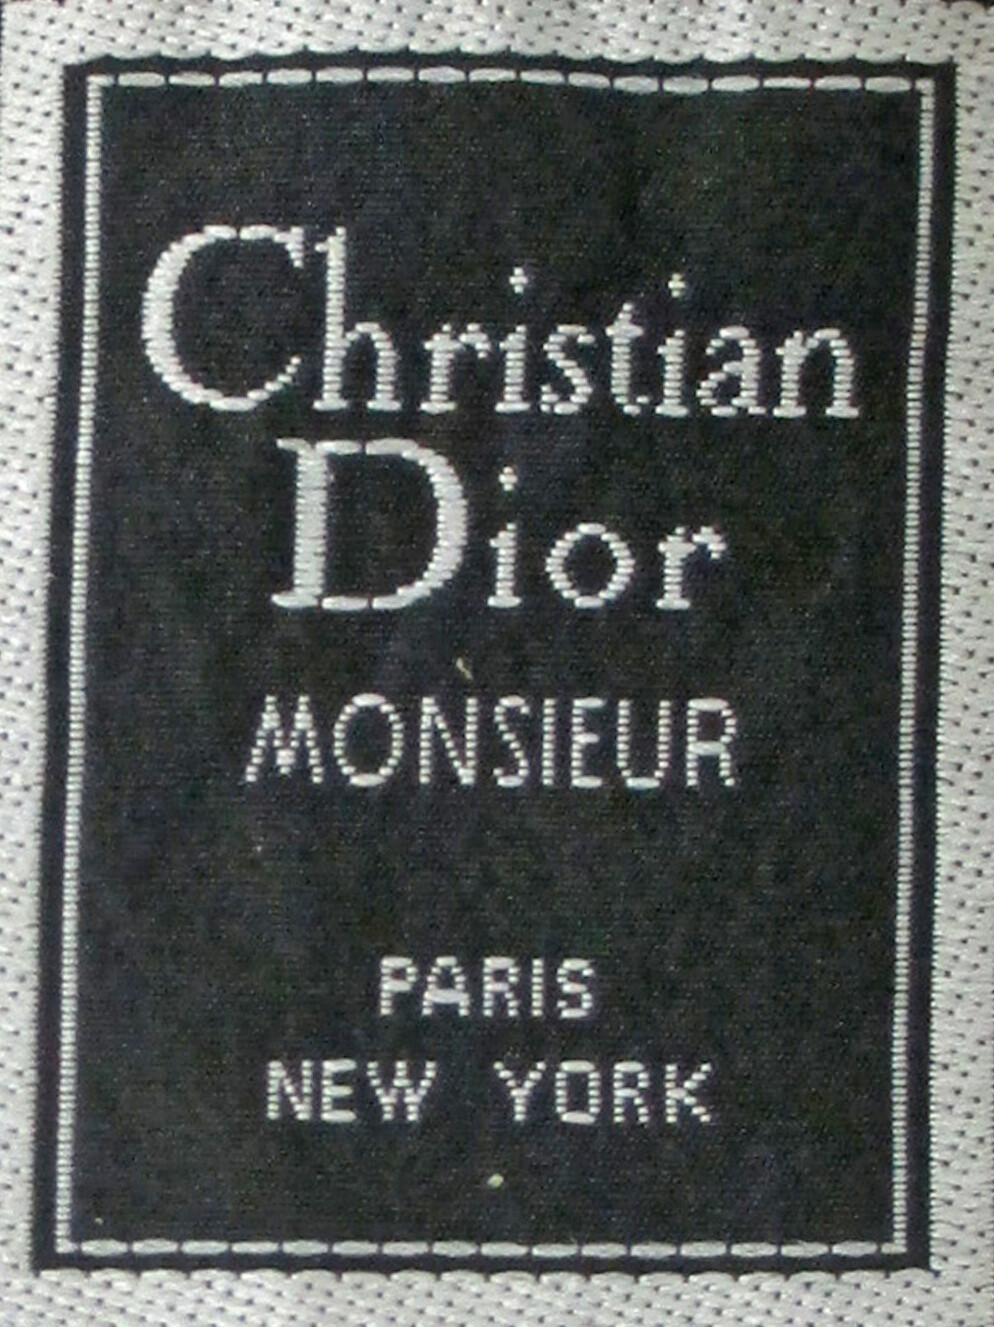 Christian
Dior
MONSIEUR
PARIS
NEW YORK